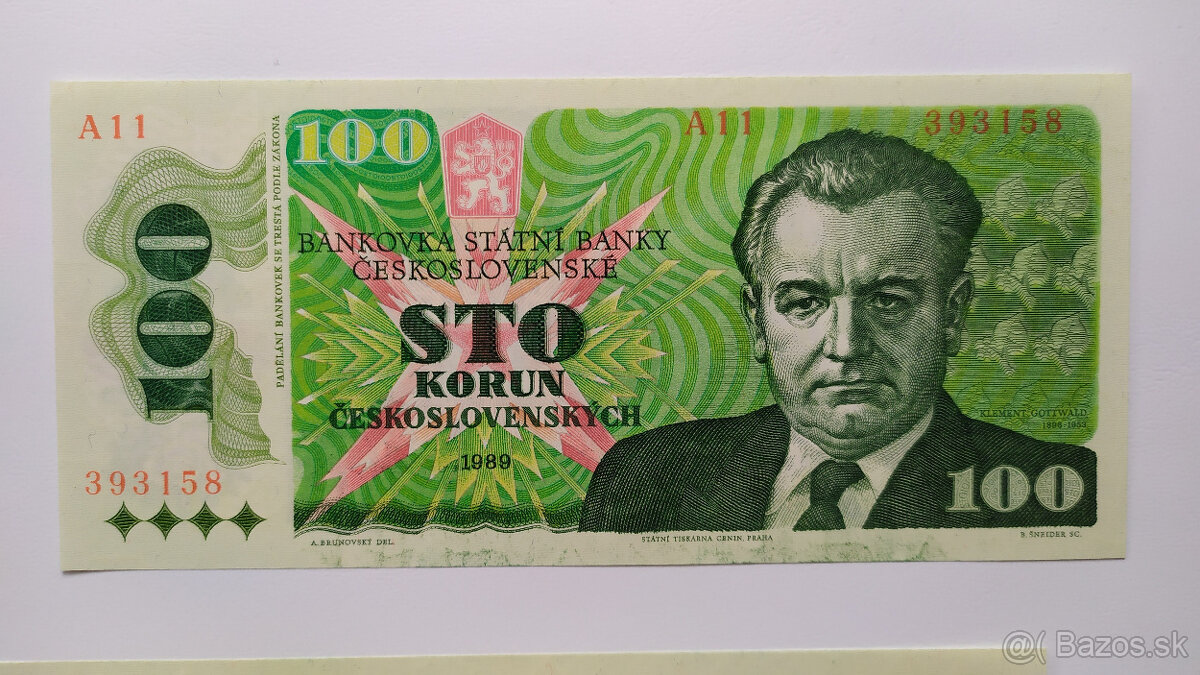 A11
100
A11
393158
PADĚLÁNÍ BANKOVEK SE TRESTÁ PODLE ZÁKONA
100
BANKOVKA STÁTNÍ BANKY
ČESKOSLOVENSKÉ
STO
KORUN
ČESKOSLOVENSKÝCH
1989
KLEMENT GOTTWALD
1896-1953
393158
100
A. BRUNOVSKÝ DEL.
STÁTNÍ TISKÁRNA CENIN, PRAHA
B. ŠNEIDER SC.
@( Bazos.sk